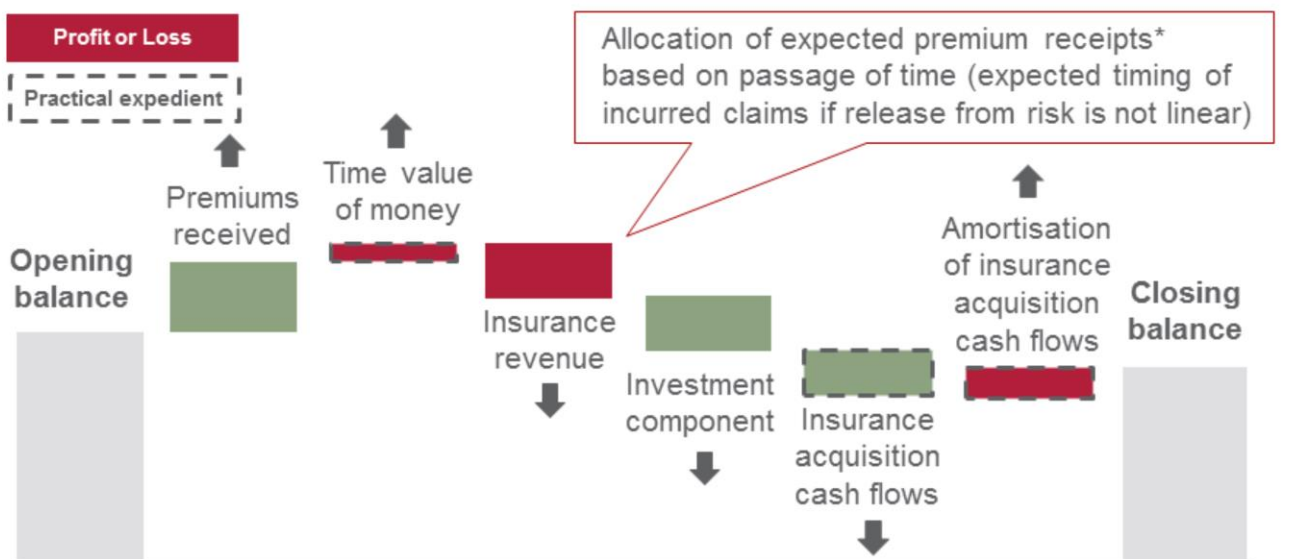 Profit or Loss
Practical expedient
Allocation of expected premium receipts*
based on passage of time (expected timing of
incurred claims if release from risk is not linear)
Opening
balance
Premiums
received
Time value
of money
Insurance
revenue
Investment
component
Insurance
acquisition
cash flows
Amortisation
of insurance
acquisition
cash flows
Closing
balance